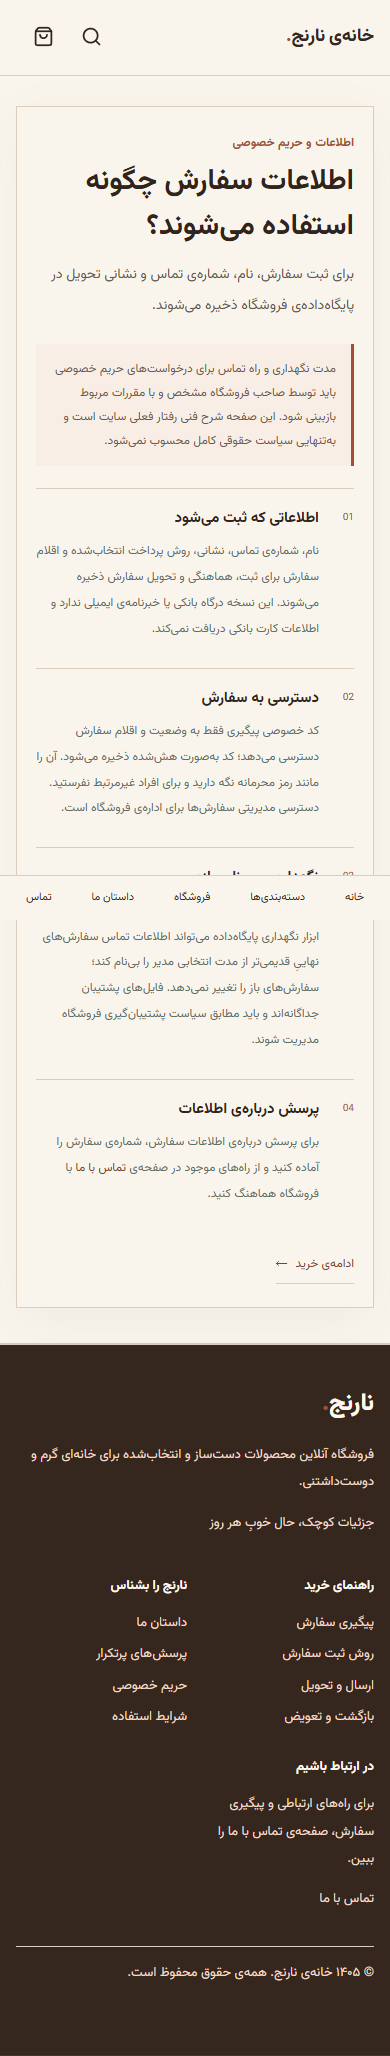 خانه‌ی نارنج.
اطلاعات و حریم خصوصی
اطلاعات سفارش چگونه
استفاده می‌شوند؟
برای ثبت سفارش، نام، شماره‌ی تماس و نشانی تحویل در
پایگاه‌داده‌ی فروشگاه ذخیره می‌شوند.
مدت نگهداری و راه تماس برای درخواست‌های حریم خصوصی
باید توسط صاحب فروشگاه مشخص و با مقررات مربوط
بازبینی شود. این صفحه شرح فنی رفتار فعلی سایت است و
به‌تنهایی سیاست حقوقی کامل محسوب نمی‌شود.
01
اطلاعاتی که ثبت می‌شود
نام، شماره‌ی تماس، نشانی، روش پرداخت انتخاب‌شده و اقلام
سفارش برای ثبت، هماهنگی و تحویل سفارش ذخیره
می‌شوند. این نسخه درگاه بانکی یا خبرنامه‌ی ایمیلی ندارد و
اطلاعات کارت بانکی دریافت نمی‌کند.
02
دسترسی به سفارش
کد خصوصی پیگیری فقط به وضعیت و اقلام سفارش
دسترسی می‌دهد؛ کد به‌صورت هش‌شده ذخیره می‌شود. آن را
مانند رمز محرمانه نگه دارید و برای افراد غیرمرتبط نفرستید.
دسترسی مدیریتی سفارش‌ها برای اداره‌ی فروشگاه است.
خانه
دسته‌بندی‌ها
فروشگاه
داستان ما
تماس
ابزار نگهداری پایگاه‌داده می‌تواند اطلاعات تماس سفارش‌های
نهاییِ قدیمی‌تر از مدت انتخابی مدیر را بی‌نام کند؛
سفارش‌های باز را تغییر نمی‌دهد. فایل‌های پشتیبان
جداگانه‌اند و باید مطابق سیاست پشتیبان‌گیری فروشگاه
مدیریت شوند.
04
پرسش درباره‌ی اطلاعات
برای پرسش درباره‌ی اطلاعات سفارش، شماره‌ی سفارش را
آماده کنید و از راه‌های موجود در صفحه‌ی تماس با ما با
فروشگاه هماهنگ کنید.
ادامه‌ی خرید ←
نارنج.
فروشگاه آنلاین محصولات دست‌ساز و انتخاب‌شده برای خانه‌ای گرم و
دوست‌داشتنی.
جزئیات کوچک، حال خوبِ هر روز
راهنمای خرید
پیگیری سفارش
روش ثبت سفارش
ارسال و تحویل
بازگشت و تعویض
نارنج را بشناس
داستان ما
پرسش‌های پرتکرار
حریم خصوصی
شرایط استفاده
در ارتباط باشیم
برای راه‌های ارتباطی و پیگیری
سفارش، صفحه‌ی تماس با ما را
ببین.
تماس با ما
© ۱۴۰۵ خانه‌ی نارنج. همه‌ی حقوق محفوظ است.